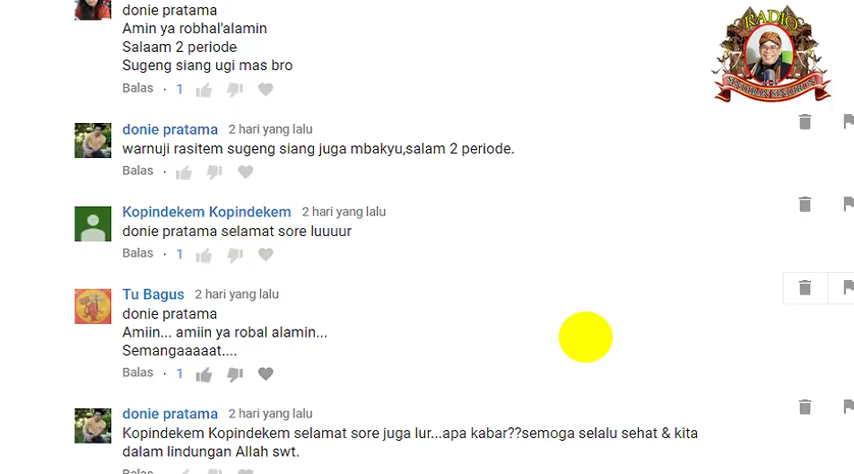 donie pratama
Amin ya robhal'alamin
Salaam 2 periode
Sugeng siang ugi mas bro
Balas · 1
donie pratama 2 hari yang lalu
warnuji rasitem sugeng siang juga mbakyu,salam 2 periode.
Balas ·
Kopindekem Kopindekem 2 hari yang lalu
donie pratama selamat sore luuuur
Balas · 1
Tu Bagus 2 hari yang lalu
donie pratama
Amiin... amiin ya robal alamin...
Semangaaaaat....
Balas · 1
donie pratama 2 hari yang lalu
Kopindekem Kopindekem selamat sore juga lur...apa kabar??semoga selalu sehat & kita
dalam lindungan Allah swt.
Balas
RADIO